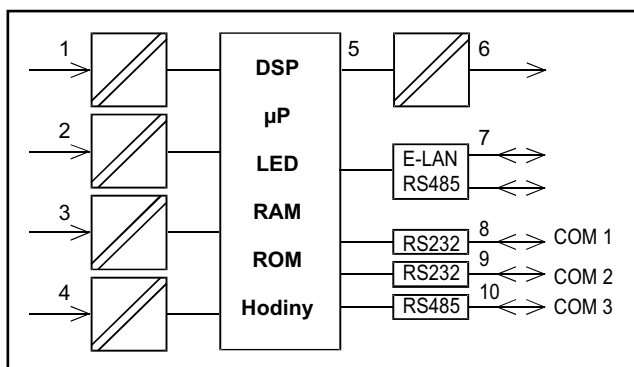 1
2
3
4
DSP
µP
LED
RAM
ROM
Hodiny
5
6
7
E-LAN
RS485
8
RS232
COM 1
9
RS232
COM 2
10
RS485
COM 3